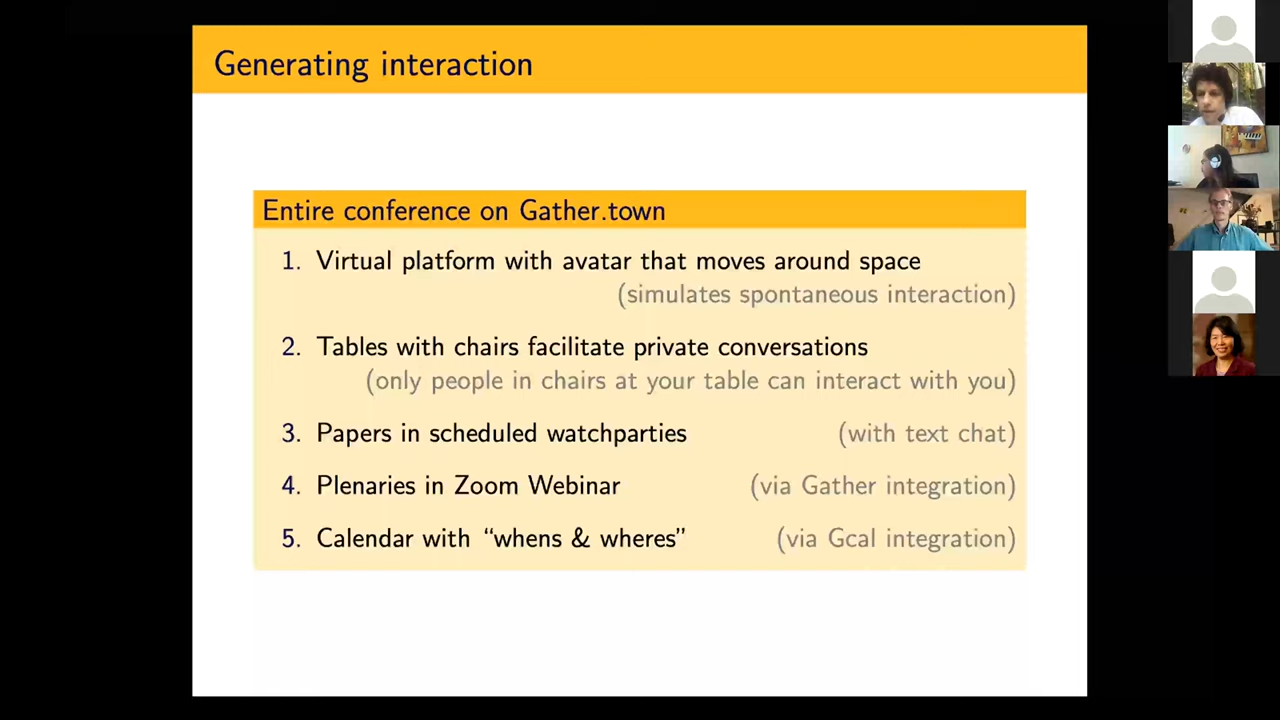 Generating interaction
Entire conference on Gather.town
1. Virtual platform with avatar that moves around space
(simulates spontaneous interaction)
2. Tables with chairs facilitate private conversations
(only people in chairs at your table can interact with you)
3. Papers in scheduled watchparties (with text chat)
4. Plenaries in Zoom Webinar (via Gather integration)
5. Calendar with “whens & wheres” (via Gcal integration)